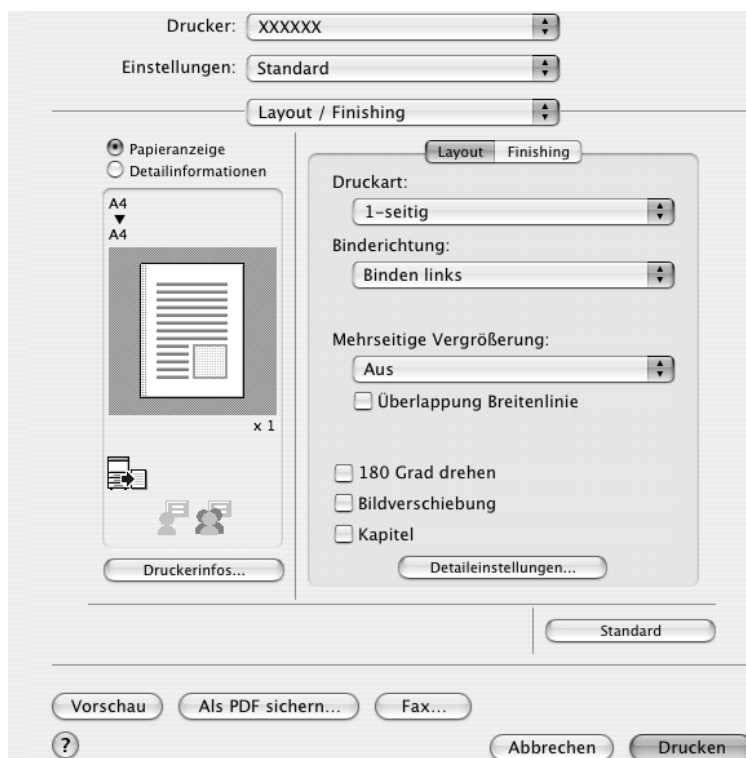 Drucker: XXXXXX
Einstellungen: Standard
Layout / Finishing
Papieranzeige
Detailinformationen
A4
A4
x 1
Druckerinfos...
Layout Finishing
Druckart:
1-seitig
Binderichtung:
Binden links
Mehrseitige Vergrößerung:
Aus
Überlappung Breitenlinie
180 Grad drehen
Bildverschiebung
Kapitel
Detaileinstellungen...
Standard
Vorschau Als PDF sichern... Fax...
? Abbrechen Drucken